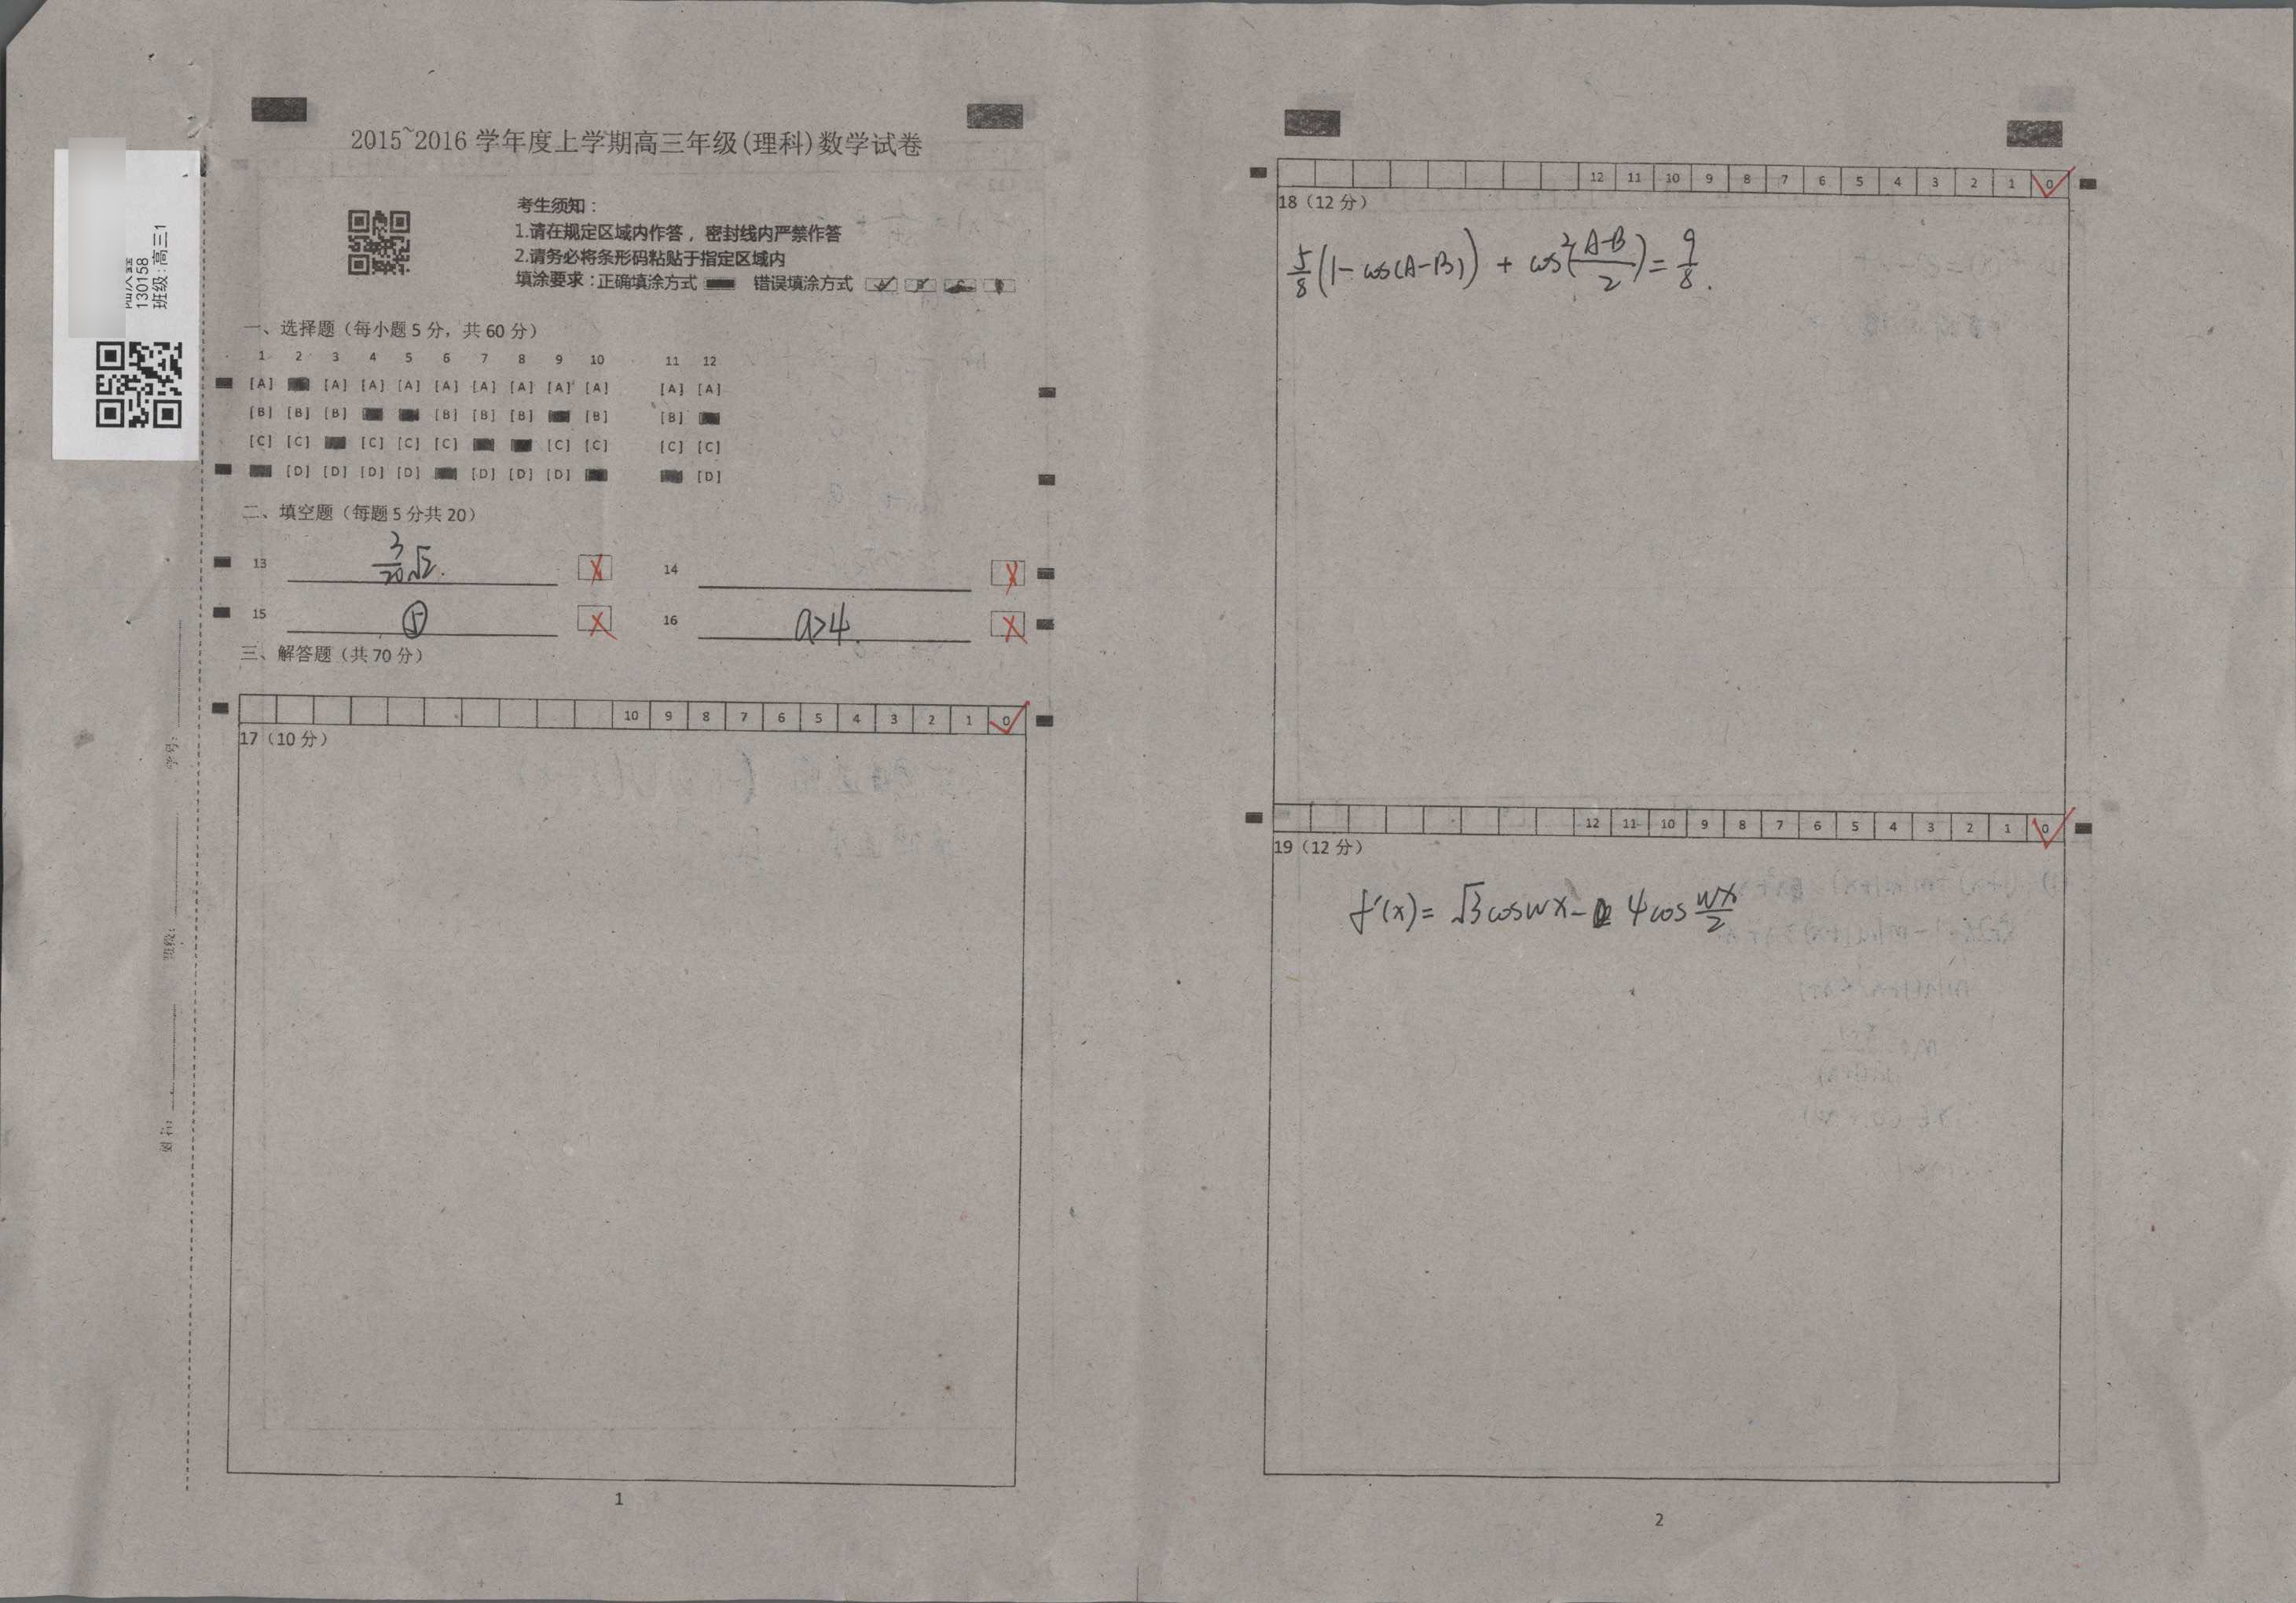 2015~2016 学年度上学期高三年级(理科)数学试卷
130158
班级:高三1
考生须知：
1.请在规定区域内作答，密封线内严禁作答
2.请务必将条形码粘贴于指定区域内
填涂要求：正确填涂方式 错误填涂方式
一、选择题（每小题 5 分，共 60 分）
1 2 3 4 5 6 7 8 9 10 11 12
[A] [A] [A] [A] [A] [A] [A] [A] [A] [A] [A]
[B] [B] [B] [B] [B] [B] [B] [B]
[C] [C] [C] [C] [C] [C] [C] [C] [C]
[D] [D] [D] [D] [D] [D] [D] [D]
二、填空题（每题 5 分共 20）
13 3/20 √2. 14
15 ⑤ 16 a>4.
三、解答题（共 70 分）
10 9 8 7 6 5 4 3 2 1 0
17（10 分）
1
学号：
班级：
姓名：
12 11 10 9 8 7 6 5 4 3 2 1 0
18（12 分）
5/8 (1-cos(A-B)) + cos²(A-B/2) = 9/8.
12 11 10 9 8 7 6 5 4 3 2 1 0
19（12 分）
f'(x) = √3 cos wx - 4 cos wx/2
2